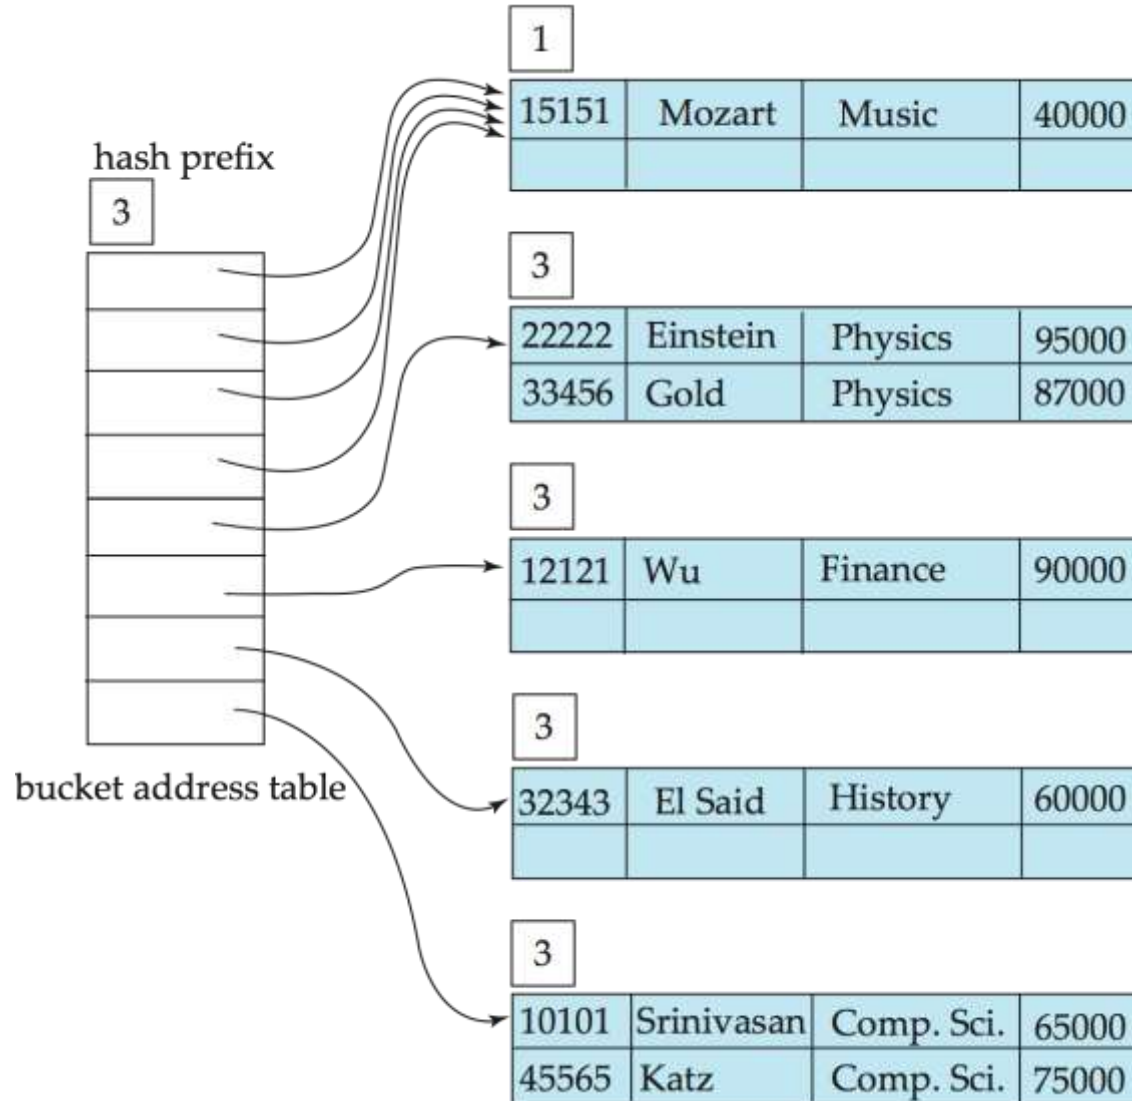 hash prefix
3
bucket address table
1
15151 Mozart Music 40000
3
22222 Einstein Physics 95000
33456 Gold Physics 87000
3
12121 Wu Finance 90000
3
32343 El Said History 60000
3
10101 Srinivasan Comp. Sci. 65000
45565 Katz Comp. Sci. 75000